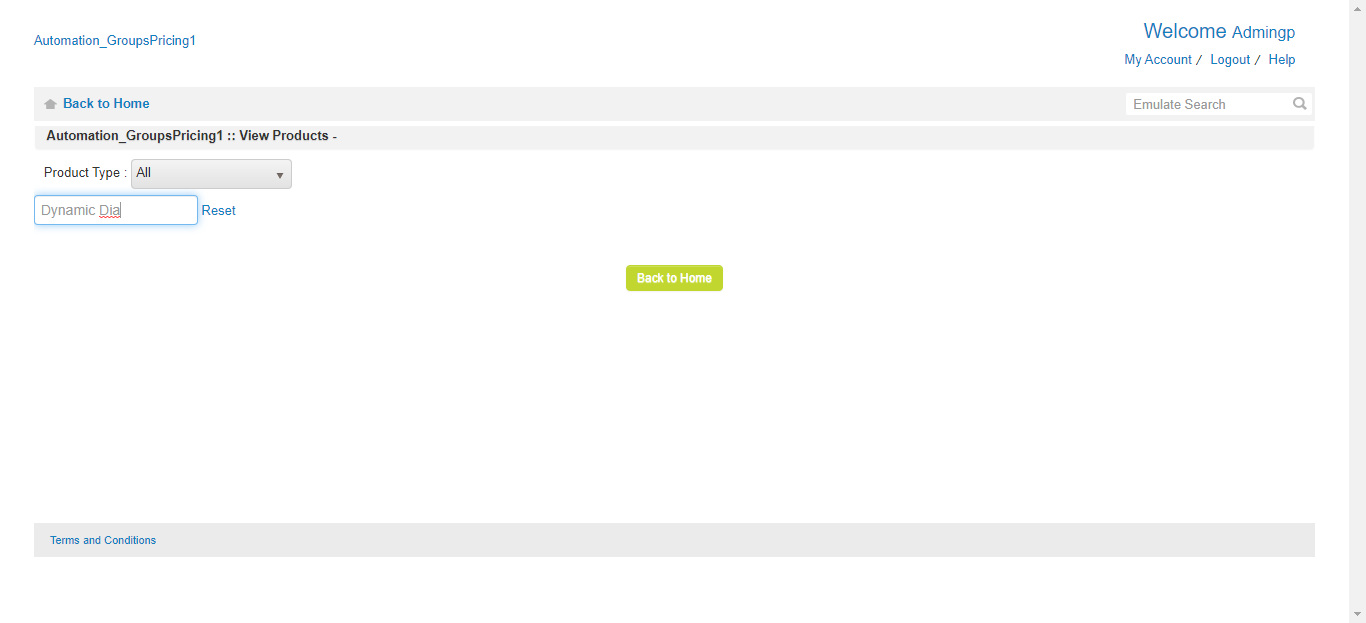 Automation_GroupsPricing1
Welcome Admingp
My Account / Logout / Help
Back to Home
Emulate Search
Automation_GroupsPricing1 :: View Products -
Product Type : All
Dynamic Dia Reset
Back to Home
Terms and Conditions